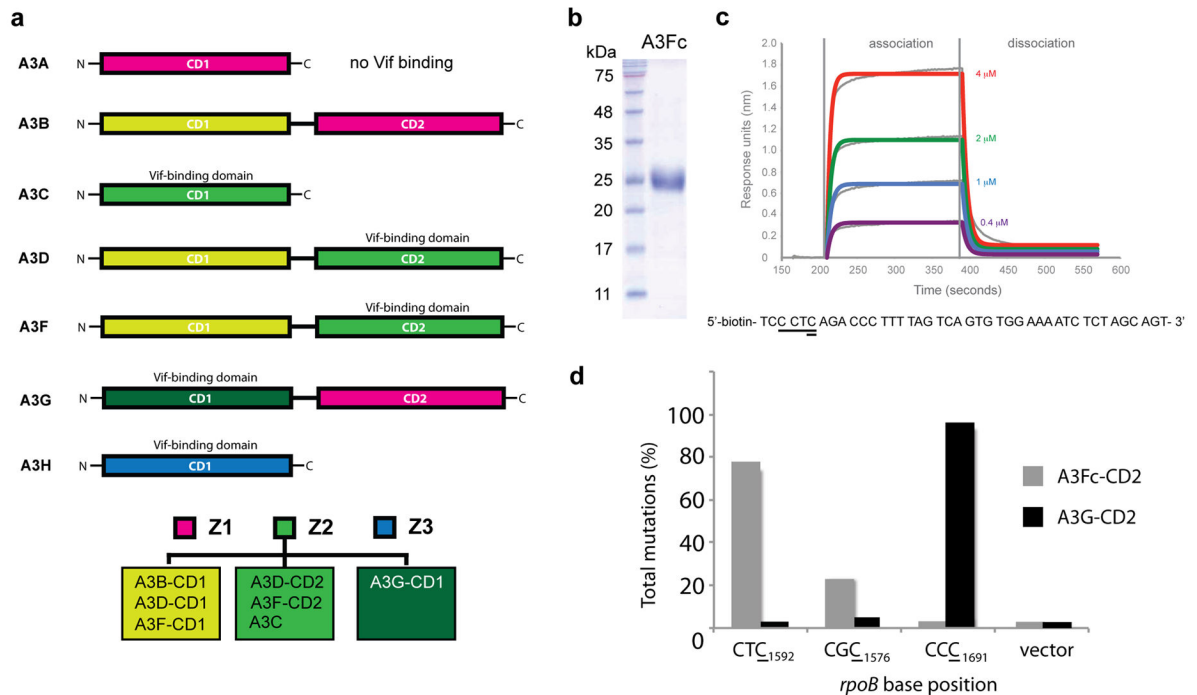 a
A3A N CD1 C no Vif binding
A3B N CD1 CD2 C
Vif-binding domain
A3C N CD1 C
Vif-binding domain
A3D N CD1 CD2 C
Vif-binding domain
A3F N CD1 CD2 C
Vif-binding domain
A3G N CD1 CD2 C
Vif-binding domain
A3H N CD1 C
Z1 Z2 Z3
A3B-CD1
A3D-CD1
A3F-CD1
A3D-CD2
A3F-CD2
A3C
A3G-CD1
b
kDa A3Fc
75
48
35
25
20
17
11
c
association dissociation
Response units (nm)
2.0
1.8
1.6
1.4
1.2
1.0
0.8
0.6
0.4
0.2
0
4 µM
2 µM
1 µM
0.4 µM
150 200 250 300 350 400 450 500 550 600
Time (seconds)
5’-biotin- TCC CTC AGA CCC TTT TAG TCA GTG TGG AAA ATC TCT AGC AGT- 3’
d
Total mutations (%)
100
80
60
40
20
0
A3Fc-CD2
A3G-CD2
CTC1592 CGC1576 CCC1691 vector
rpoB base position